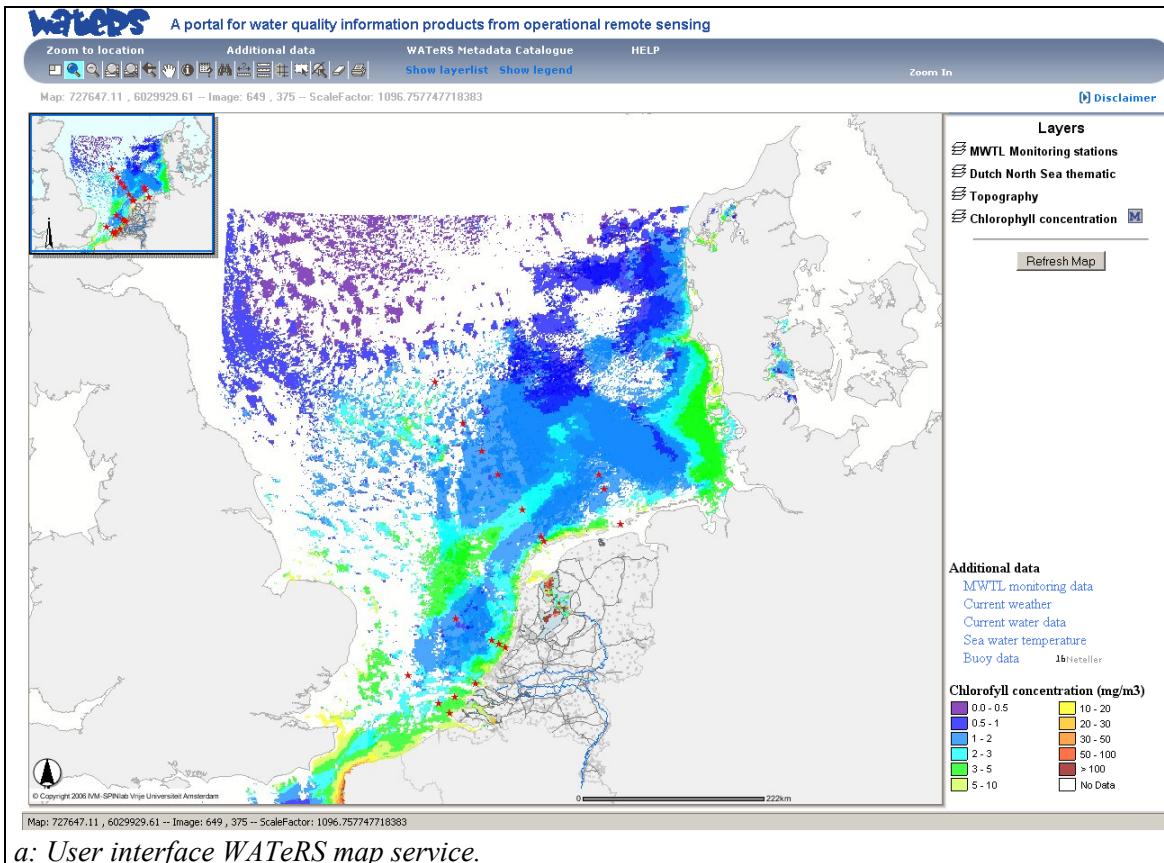 waters A portal for water quality information products from operational remote sensing
Zoom to location Additional data WATeRS Metadata Catalogue HELP
Show layerlist Show legend Zoom In
Map: 727647.11 , 6029929.61 -- Image: 649 , 375 -- ScaleFactor: 1096.757747718383
Disclaimer
Layers
MWTL Monitoring stations
Dutch North Sea thematic
Topography
Chlorophyll concentration M
Refresh Map
Additional data
MWTL monitoring data
Current weather
Current water data
Sea water temperature
Buoy data Neteller
Chlorofyll concentration (mg/m3)
0.0 - 0.5 10 - 20
0.5 - 1 20 - 30
1 - 2 30 - 50
2 - 3 50 - 100
3 - 5 > 100
5 - 10 No Data
© Copyright 2006 IVM-SPINlab Vrije Universiteit Amsterdam
0 222km
Map: 727647.11 , 6029929.61 -- Image: 649 , 375 -- ScaleFactor: 1096.757747718383
a: User interface WATeRS map service.